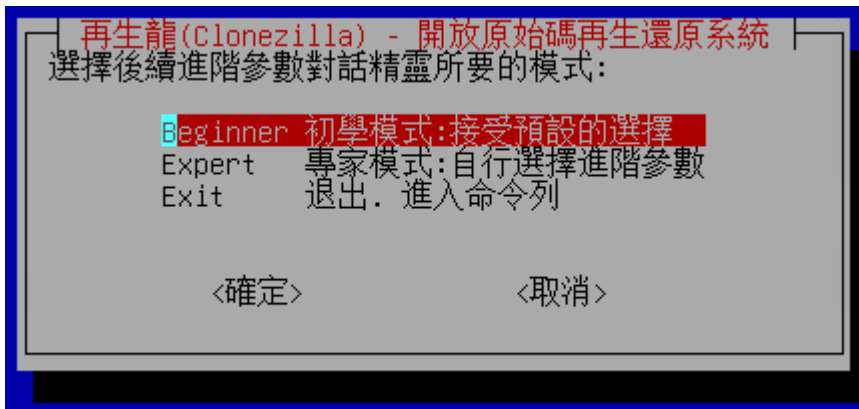 再生龍(Clonezilla) - 開放原始碼再生還原系統
選擇後續進階參數對話精靈所要的模式:
Beginner 初學模式:接受預設的選擇
Expert 專家模式:自行選擇進階參數
Exit 退出. 進入命令列
<確定> <取消>